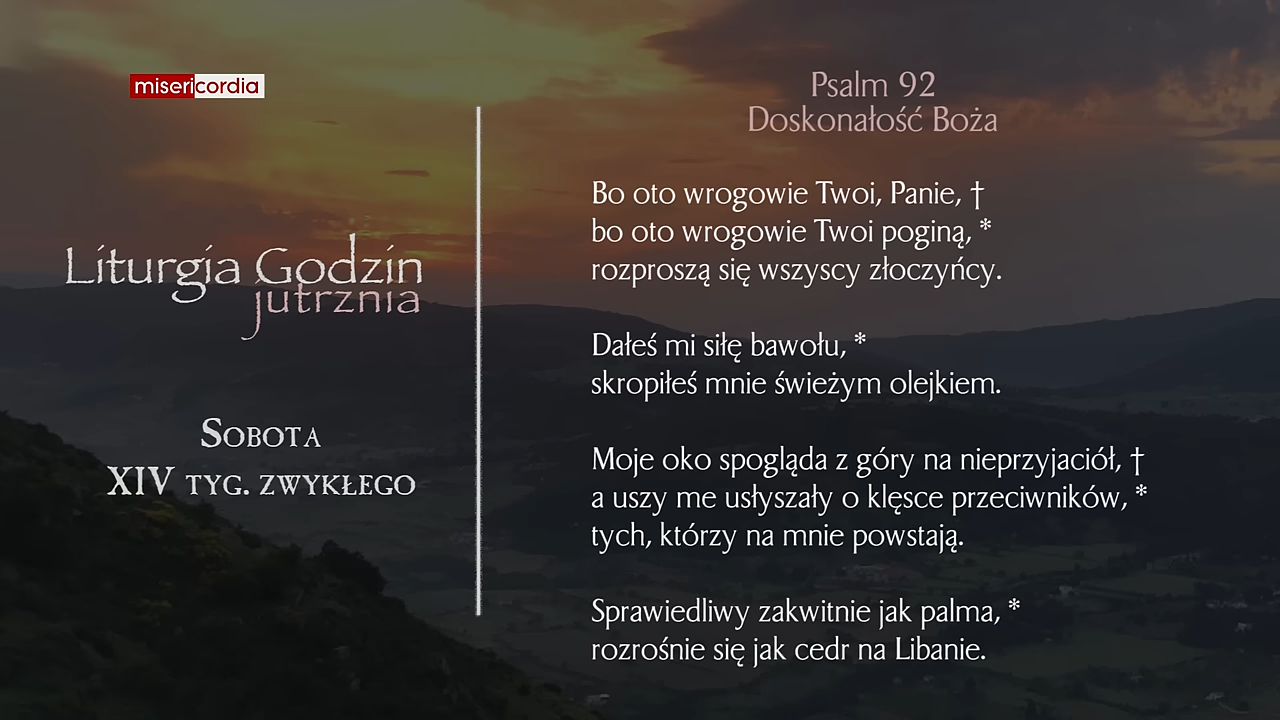 misericordia
Liturgia Godzin
jutrznia
Sobota
XIV tyg. zwykłego
Psalm 92
Doskonałość Boża
Bo oto wrogowie Twoi, Panie, †
bo oto wrogowie Twoi poginą, *
rozproszą się wszyscy złoczyńcy.
Dałeś mi siłę bawołu, *
skropiłeś mnie świeżym olejkiem.
Moje oko spogląda z góry na nieprzyjaciół, †
a uszy me usłyszały o klęsce przeciwników, *
tych, którzy na mnie powstają.
Sprawiedliwy zakwitnie jak palma, *
rozrośnie się jak cedr na Libanie.